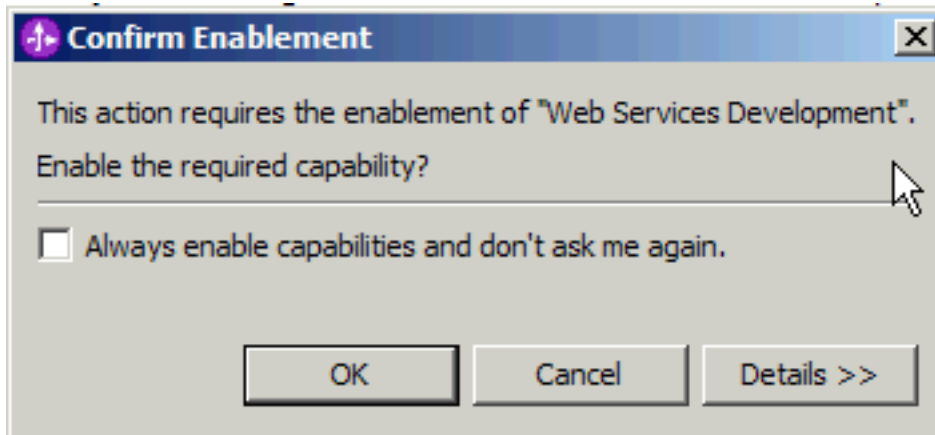 Confirm Enablement
This action requires the enablement of "Web Services Development".
Enable the required capability?
Always enable capabilities and don't ask me again.
OK Cancel Details >>